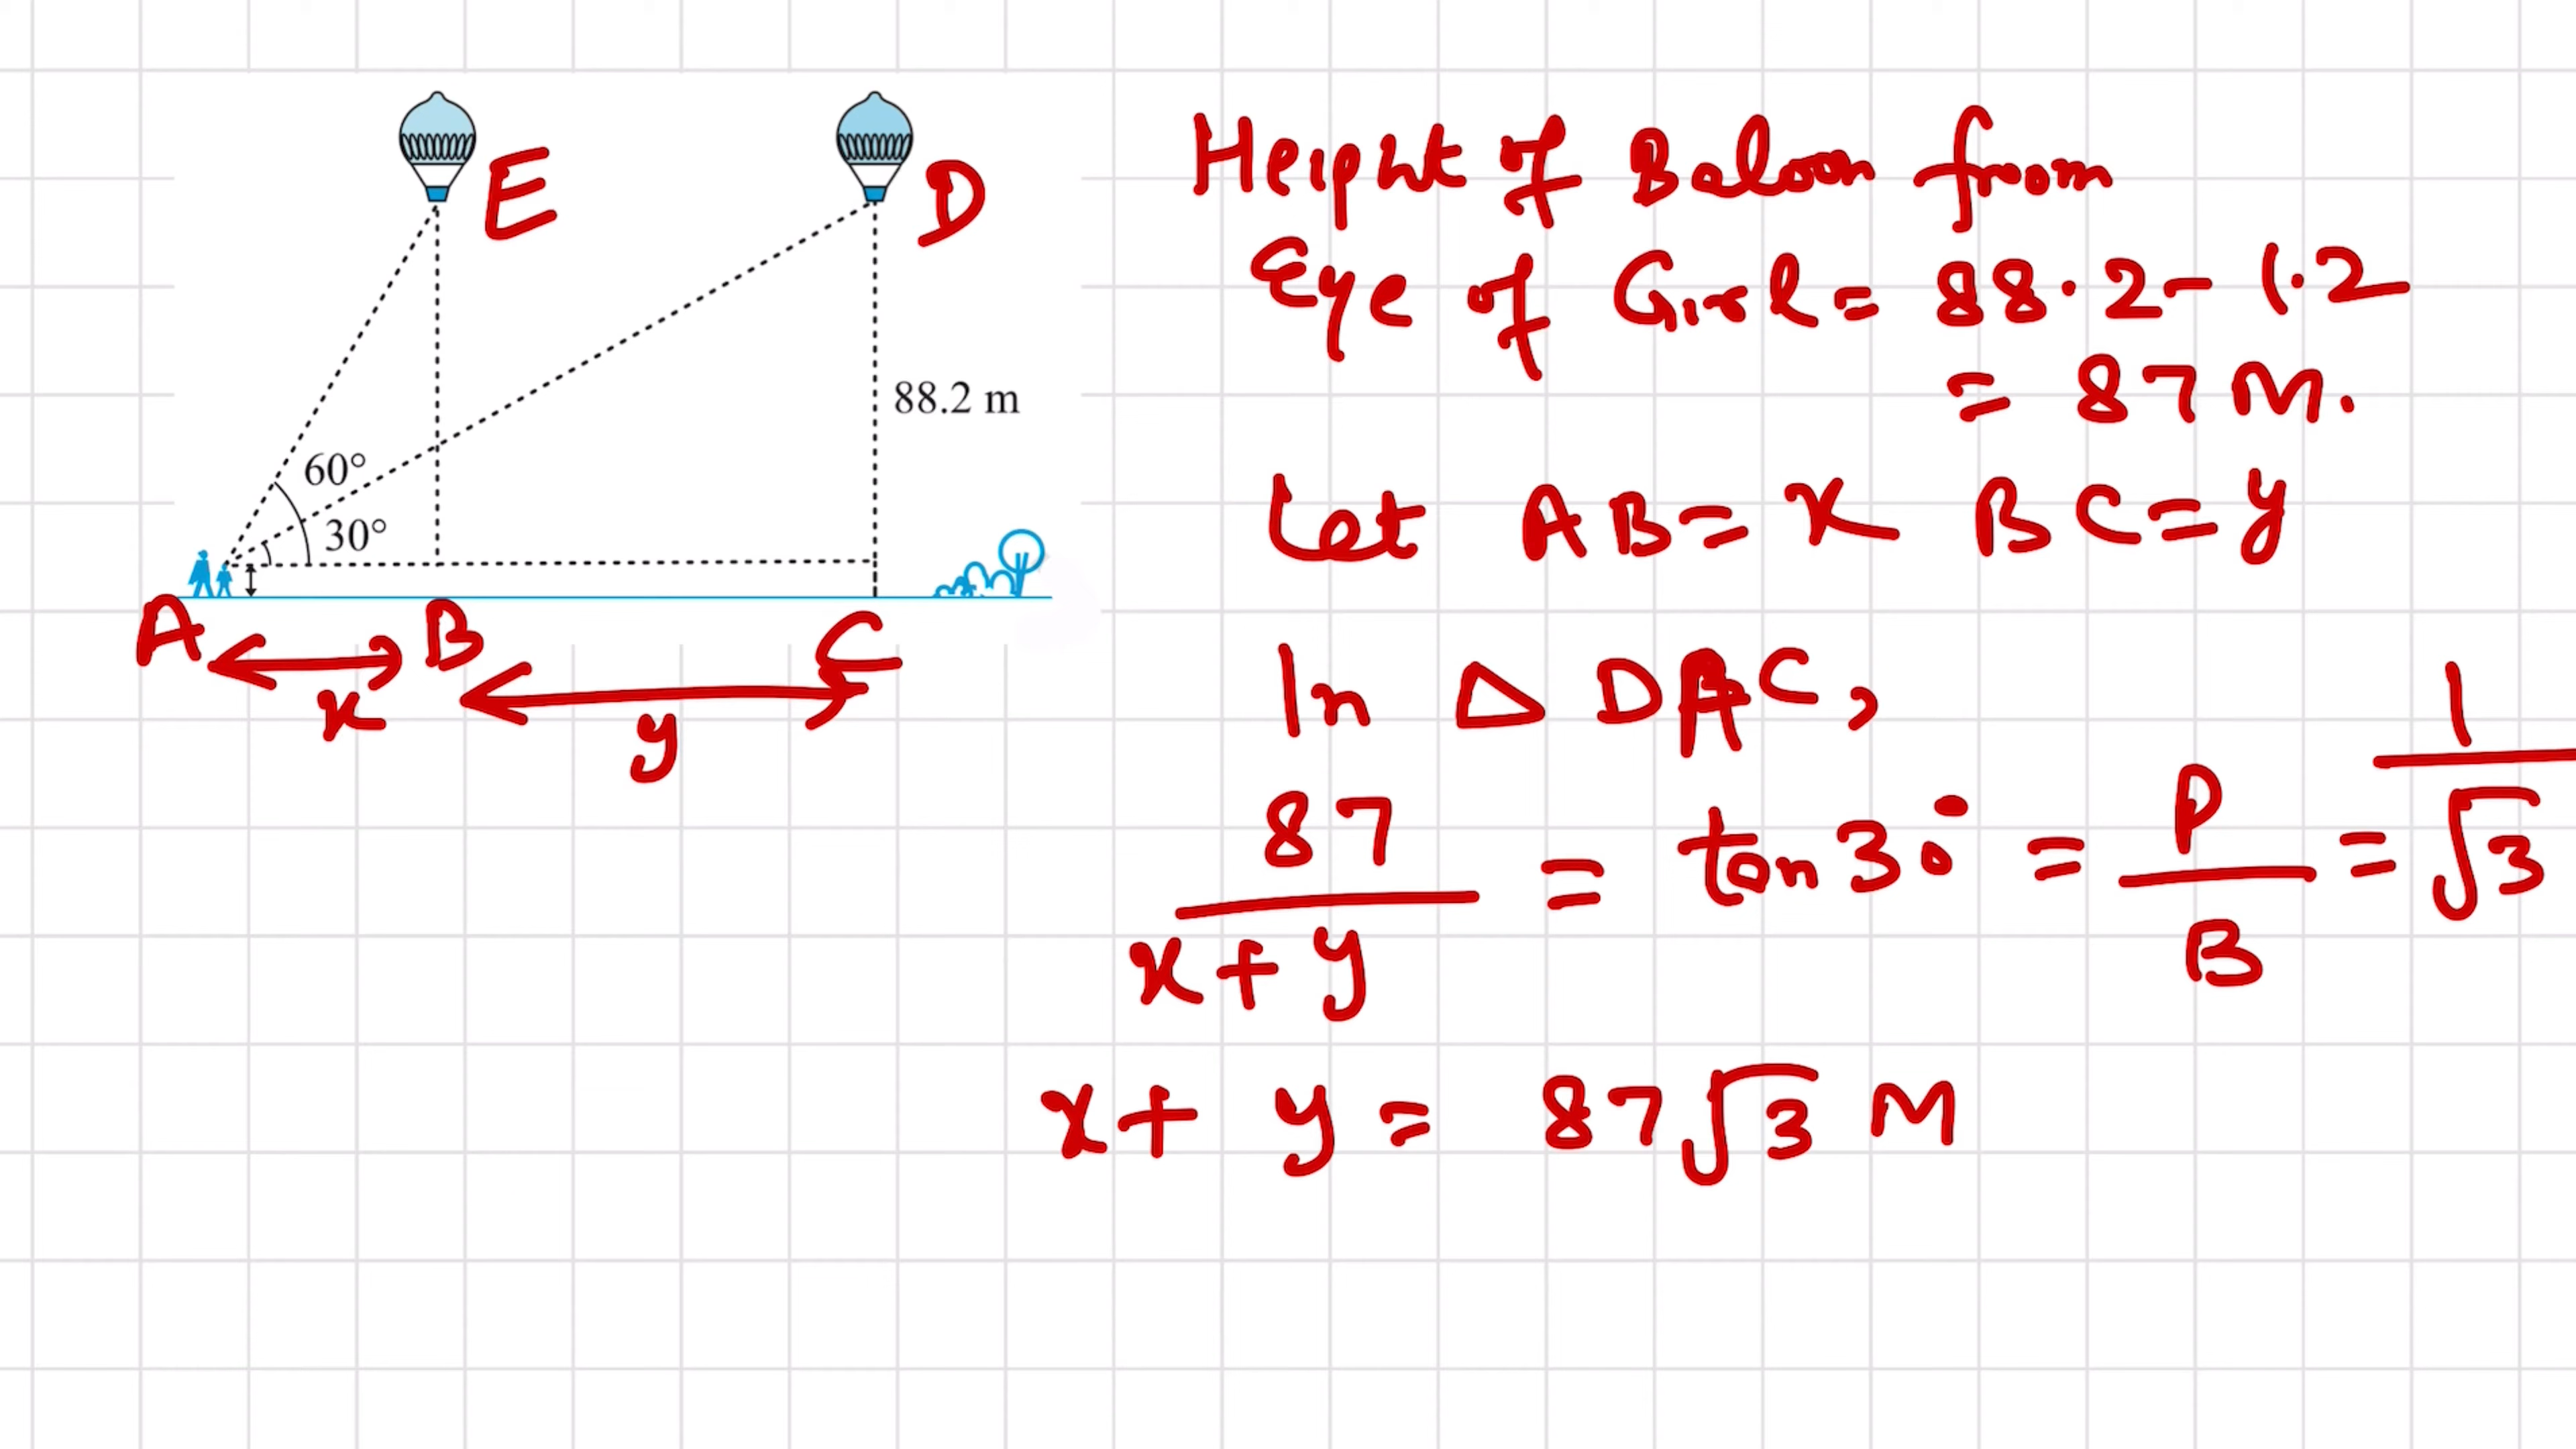 E
D
88.2 m
60°
30°
A
B
C
x
y
Height of Baloon from
Eye of Girl = 88.2 - 1.2
= 87 M.
Let AB = x BC = y
In △ DAC,
87/x+y = tan 30° = P/B = 1/√3
x + y = 87√3 M